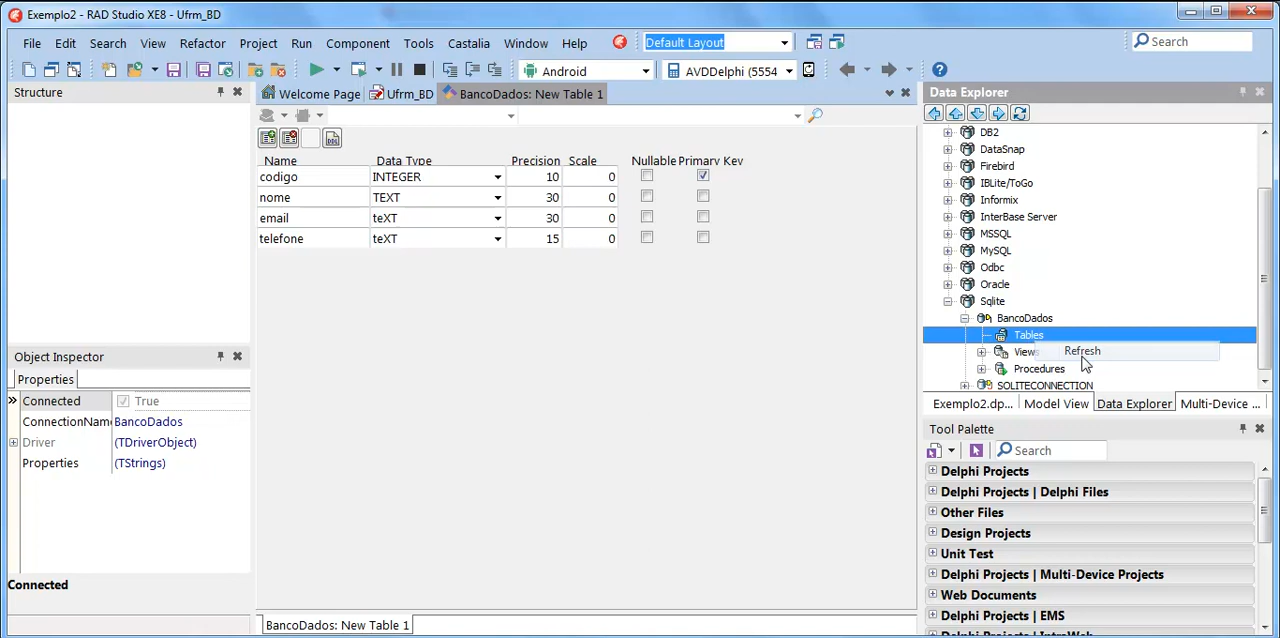 Exemplo2 - RAD Studio XE8 - Ufrm_BD
File Edit Search View Refactor Project Run Component Tools Castalia Window Help Default Layout Search
Android AVDDelphi (5554
Structure
Welcome Page Ufrm_BD BancoDados: New Table 1
Name Data Type Precision Scale Nullable Primary Key
codigo INTEGER 10 0
nome TEXT 30 0
email teXT 30 0
telefone teXT 15 0
BancoDados: New Table 1
Object Inspector
Properties
Connected True
ConnectionName BancoDados
Driver (TDriverObject)
Properties (TStrings)
Connected
Data Explorer
DB2
DataSnap
Firebird
IBLite/ToGo
Informix
InterBase Server
MSSQL
MySQL
Odbc
Oracle
Sqlite
BancoDados
Tables
Views Refresh
Procedures
SQLITECONNECTION
Exemplo2.dp... Model View Data Explorer Multi-Device ...
Tool Palette
Search
Delphi Projects
Delphi Projects | Delphi Files
Other Files
Design Projects
Unit Test
Delphi Projects | Multi-Device Projects
Web Documents
Delphi Projects | EMS
Delphi Projects | IntraWeb